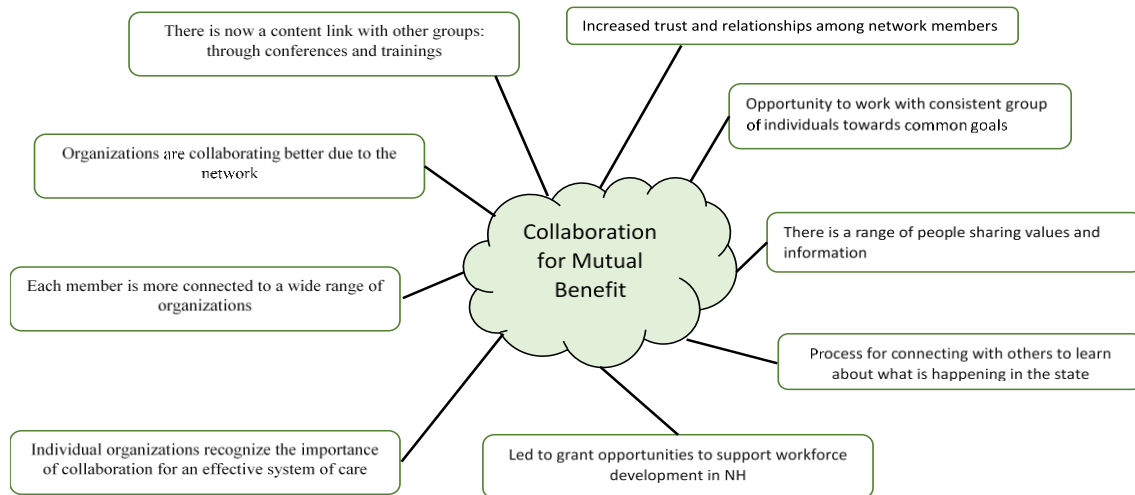 There is now a content link with other groups:
through conferences and trainings
Increased trust and relationships among network members
Opportunity to work with consistent group
of individuals towards common goals
Organizations are collaborating better due to the
network
Collaboration
for Mutual
Benefit
There is a range of people sharing values and
information
Each member is more connected to a wide range of
organizations
Process for connecting with others to learn
about what is happening in the state
Individual organizations recognize the importance
of collaboration for an effective system of care
Led to grant opportunities to support workforce
development in NH